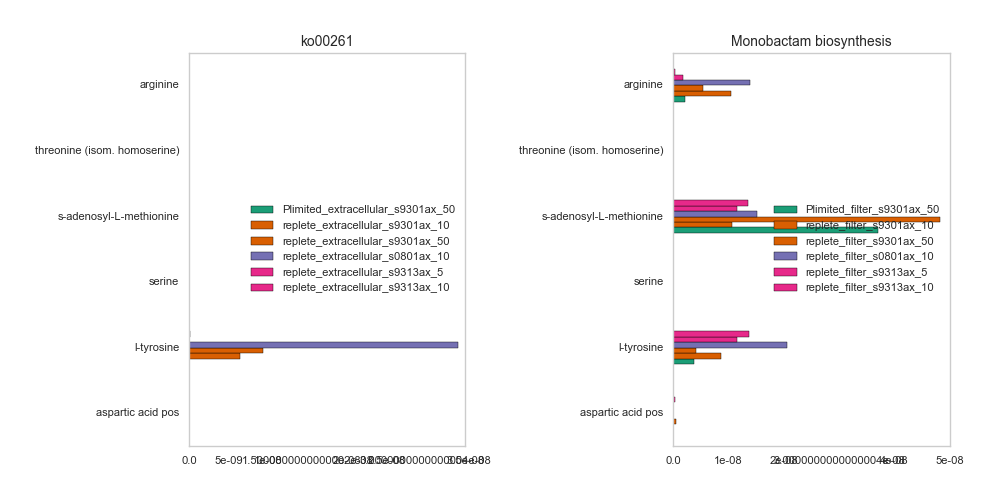 ko00261
arginine
threonine (isom. homoserine)
s-adenosyl-L-methionine
serine
l-tyrosine
aspartic acid pos
Plimited_extracellular_s9301ax_50
replete_extracellular_s9301ax_10
replete_extracellular_s9301ax_50
replete_extracellular_s0801ax_10
replete_extracellular_s9313ax_5
replete_extracellular_s9313ax_10
0.0
Monobactam biosynthesis
arginine
threonine (isom. homoserine)
s-adenosyl-L-methionine
serine
l-tyrosine
aspartic acid pos
Plimited_filter_s9301ax_50
replete_filter_s9301ax_10
replete_filter_s9301ax_50
replete_filter_s0801ax_10
replete_filter_s9313ax_5
replete_filter_s9313ax_10
0.0 1e-08 5e-08